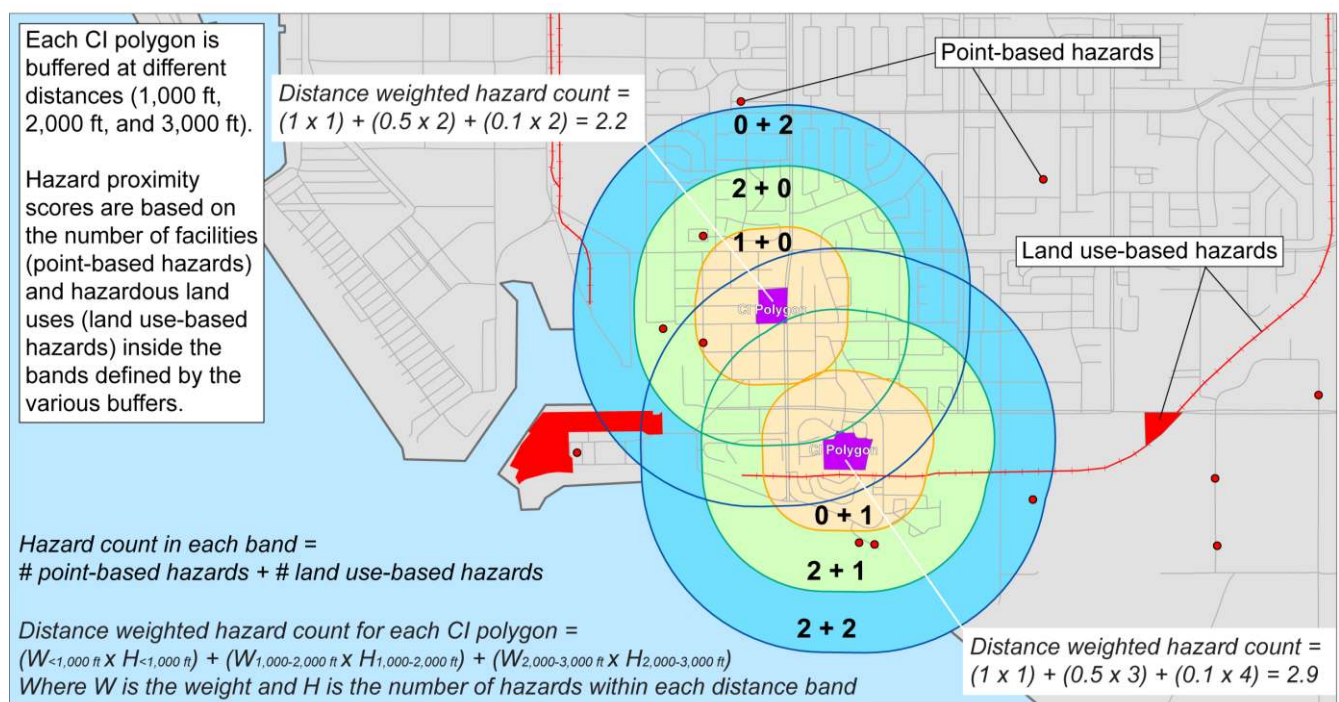 Each CI polygon is
buffered at different
distances (1,000 ft,
2,000 ft, and 3,000 ft).
Hazard proximity
scores are based on
the number of facilities
(point-based hazards)
and hazardous land
uses (land use-based
hazards) inside the
bands defined by the
various buffers.
Distance weighted hazard count =
(1 x 1) + (0.5 x 2) + (0.1 x 2) = 2.2
Point-based hazards
Land use-based hazards
0 + 2
2 + 0
1 + 0
CI Polygon
CI Polygon
0 + 1
2 + 1
2 + 2
Hazard count in each band =
# point-based hazards + # land use-based hazards
Distance weighted hazard count for each CI polygon =
(W<1,000 ft x H<1,000 ft) + (W1,000-2,000 ft x H1,000-2,000 ft) + (W2,000-3,000 ft x H2,000-3,000 ft)
Where W is the weight and H is the number of hazards within each distance band
Distance weighted hazard count =
(1 x 1) + (0.5 x 3) + (0.1 x 4) = 2.9